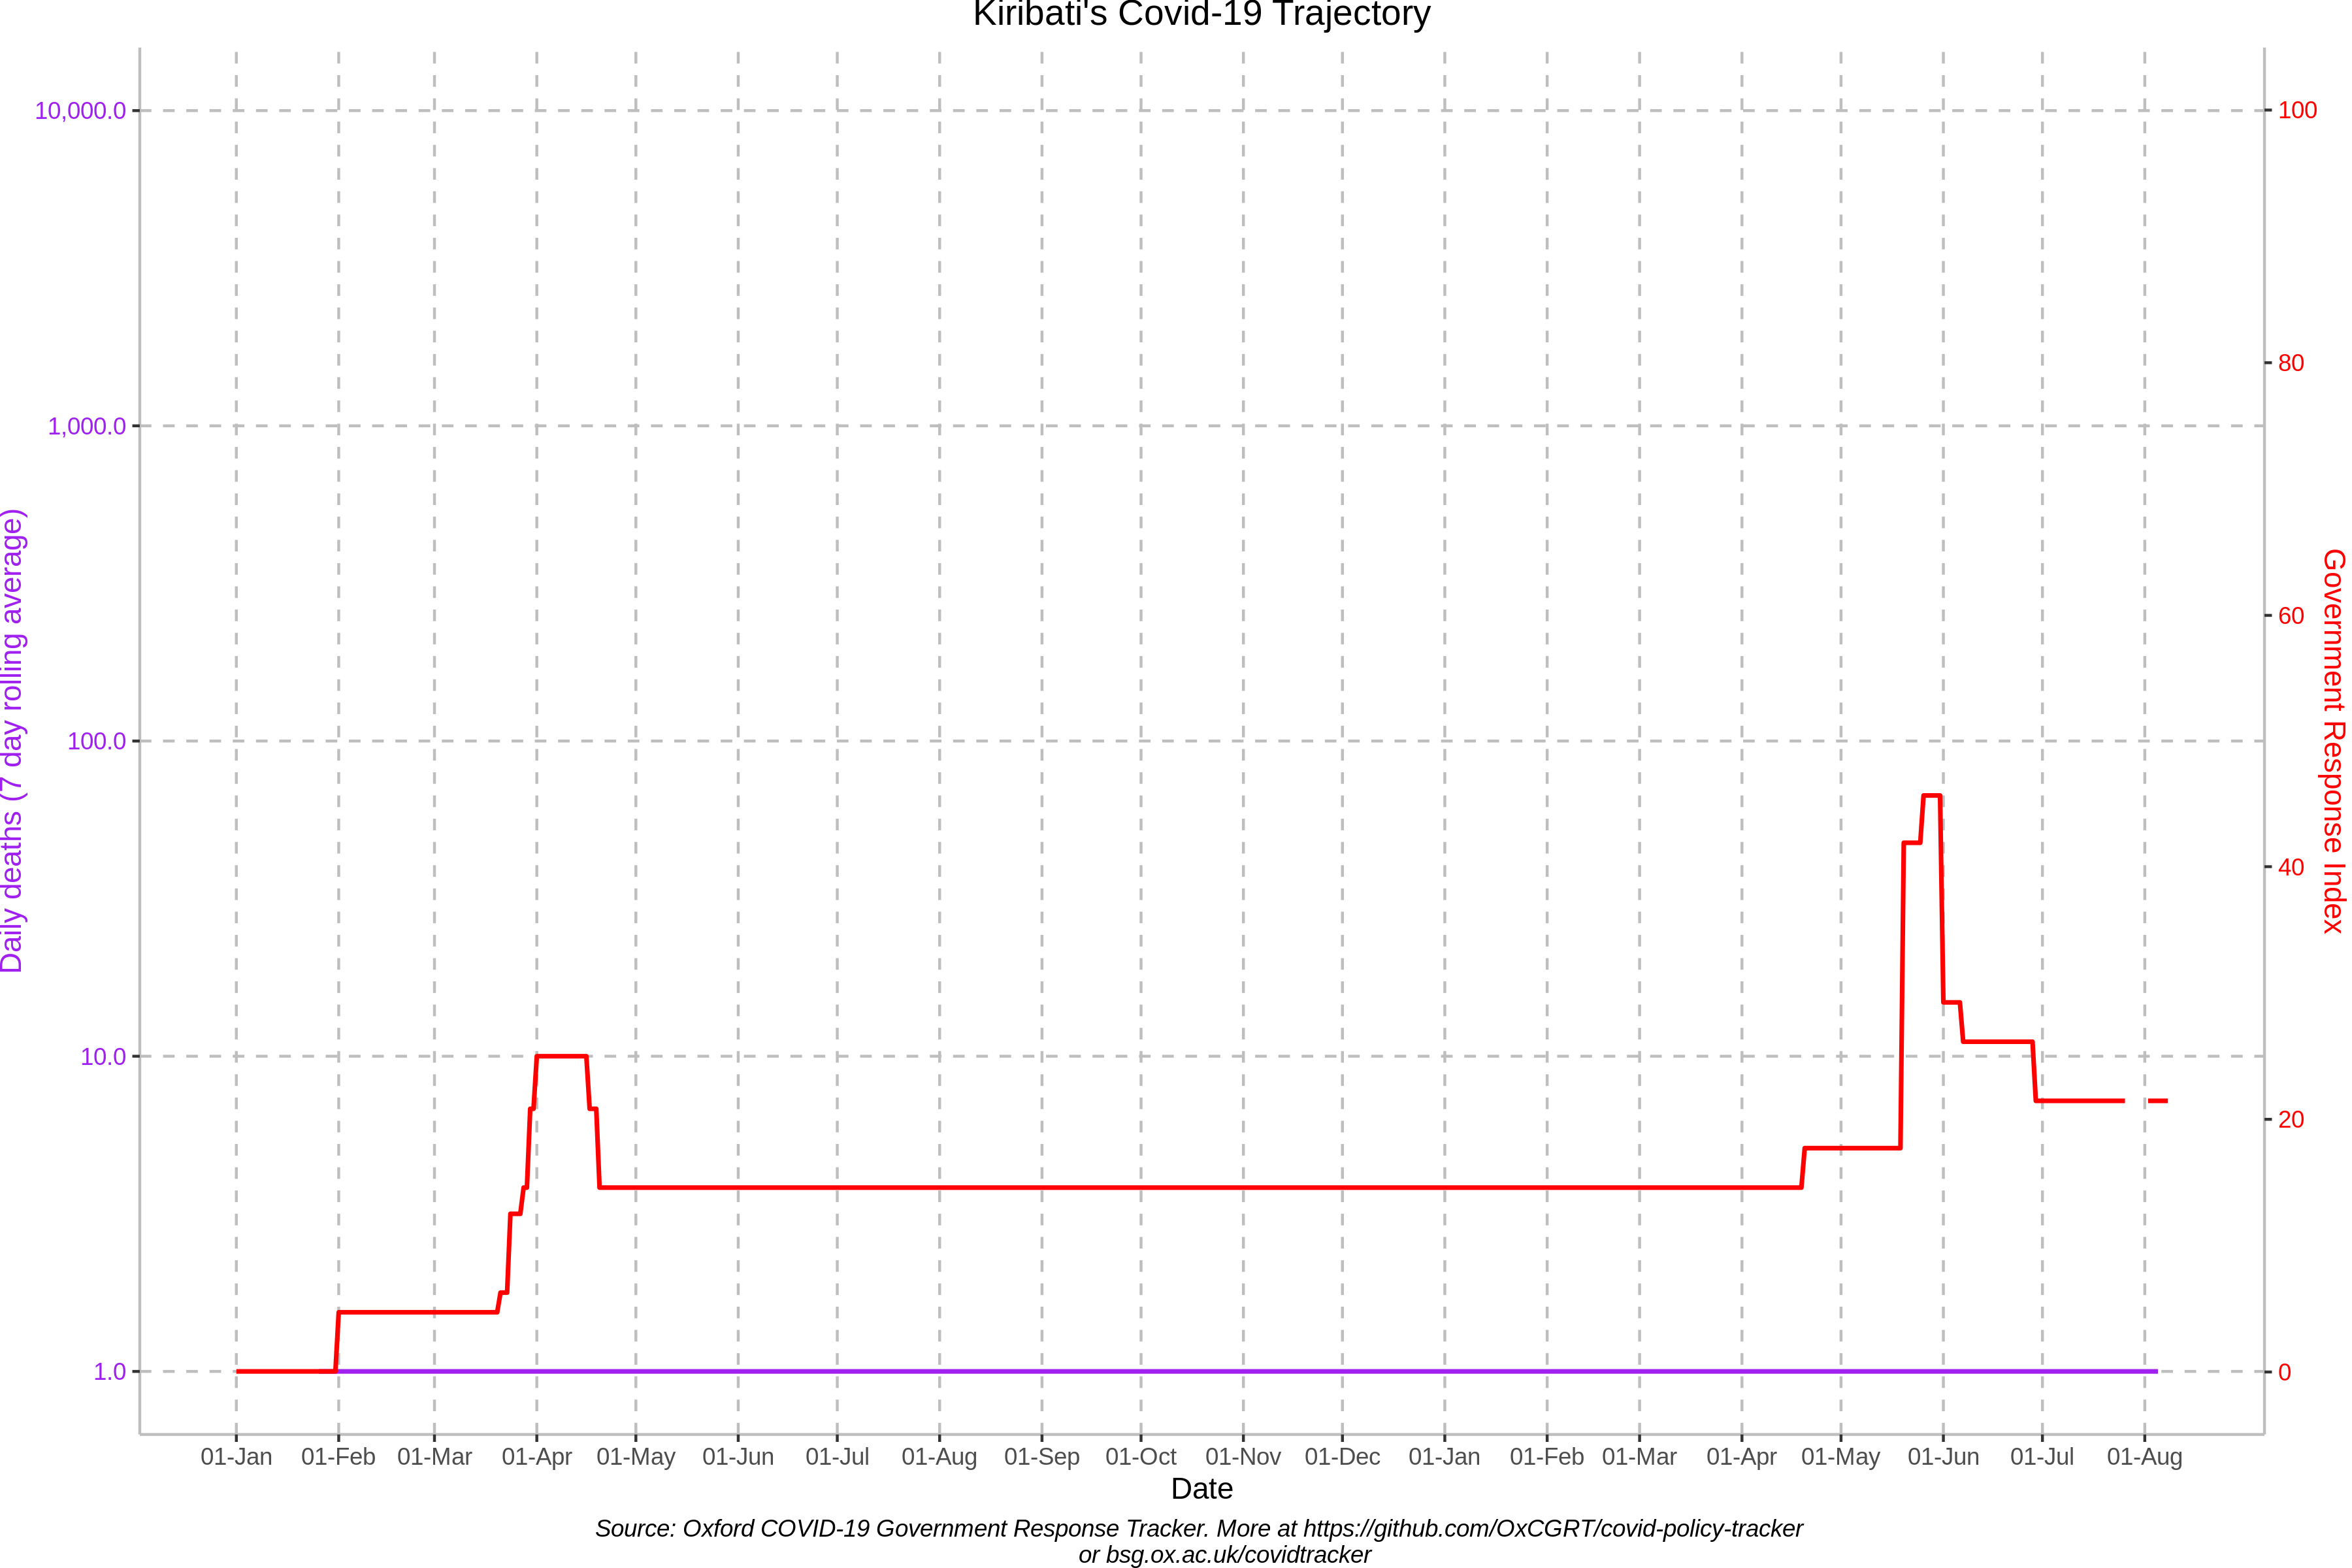 Kiribati's Covid-19 Trajectory
10,000.0
1,000.0
100.0
10.0
1.0
Daily deaths (7 day rolling average)
100
80
60
40
20
0
Government Response Index
01-Jan 01-Feb 01-Mar 01-Apr 01-May 01-Jun 01-Jul 01-Aug 01-Sep 01-Oct 01-Nov 01-Dec 01-Jan 01-Feb 01-Mar 01-Apr 01-May 01-Jun 01-Jul 01-Aug
Date
Source: Oxford COVID-19 Government Response Tracker. More at https://github.com/OxCGRT/covid-policy-tracker
or bsg.ox.ac.uk/covidtracker